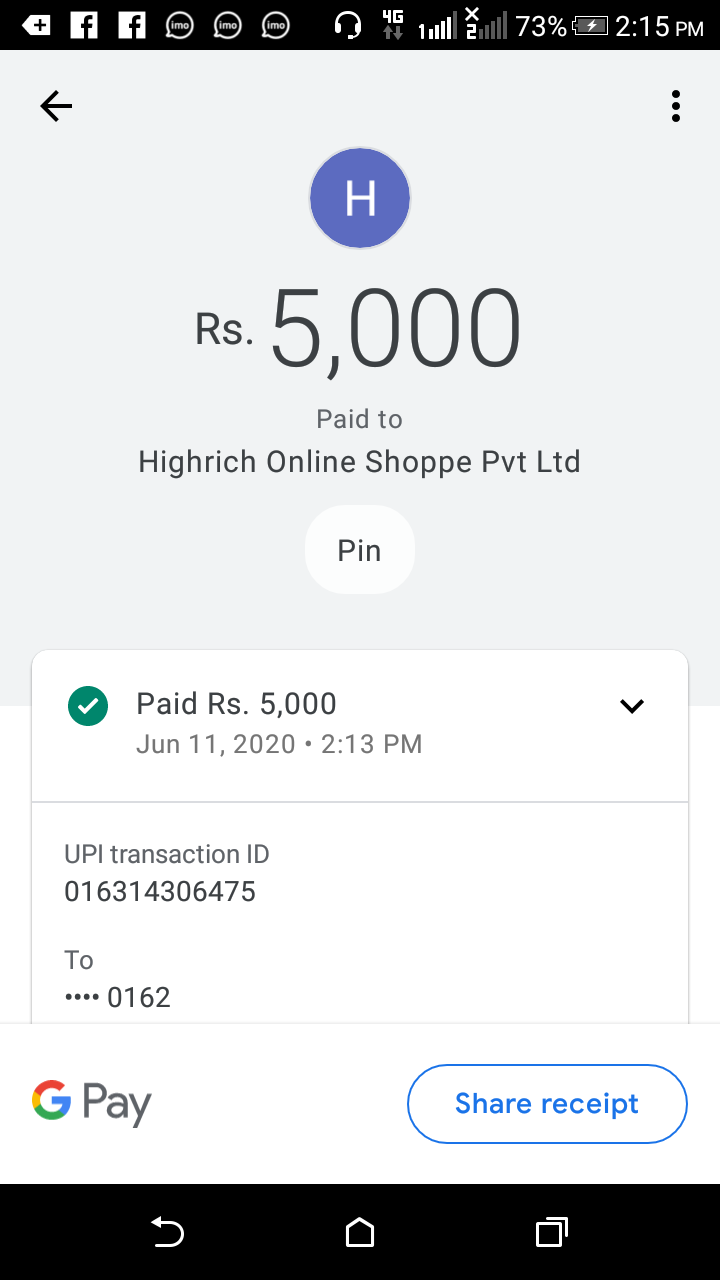 imo imo imo 4G 1 2 73% 2:15 PM
H
Rs. 5,000
Paid to
Highrich Online Shoppe Pvt Ltd
Pin
Paid Rs. 5,000
Jun 11, 2020 • 2:13 PM
UPI transaction ID
016314306475
To
•••• 0162
G Pay
Share receipt